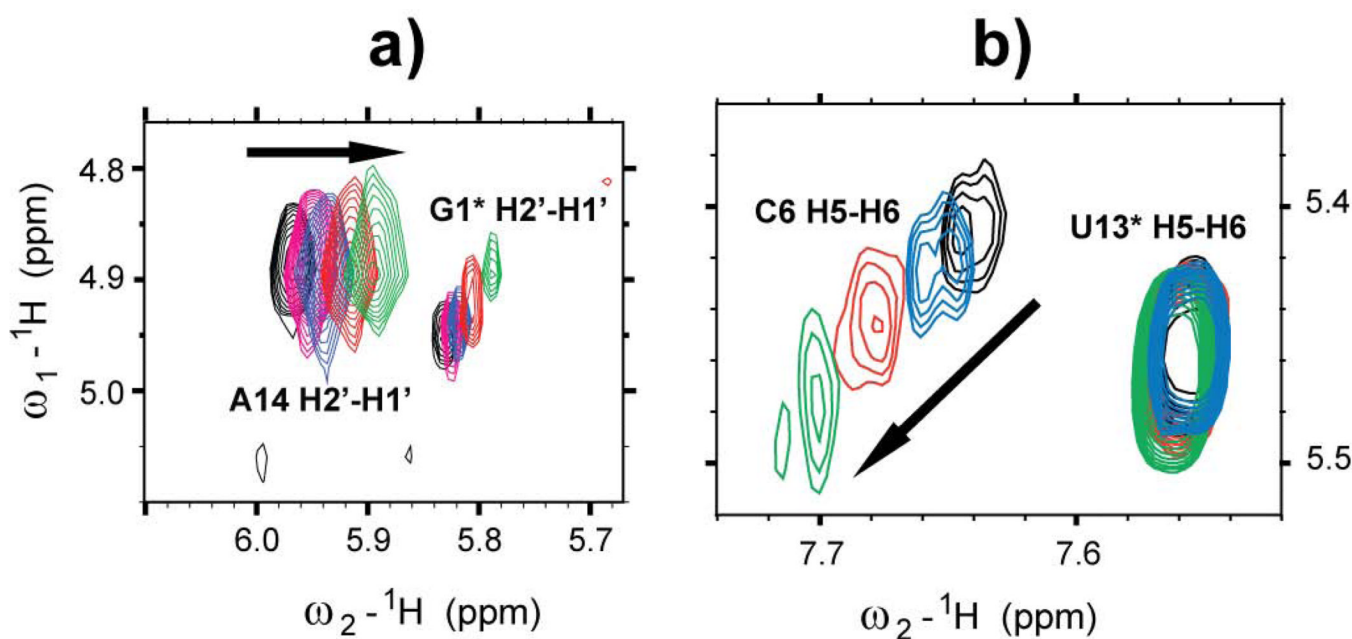 a)
b)
4.8
4.9
5.0
ω1 - 1H (ppm)
G1* H2'-H1'
A14 H2'-H1'
6.0 5.9 5.8 5.7
ω2 - 1H (ppm)
C6 H5-H6
U13* H5-H6
5.4
5.5
7.7 7.6
ω2 - 1H (ppm)